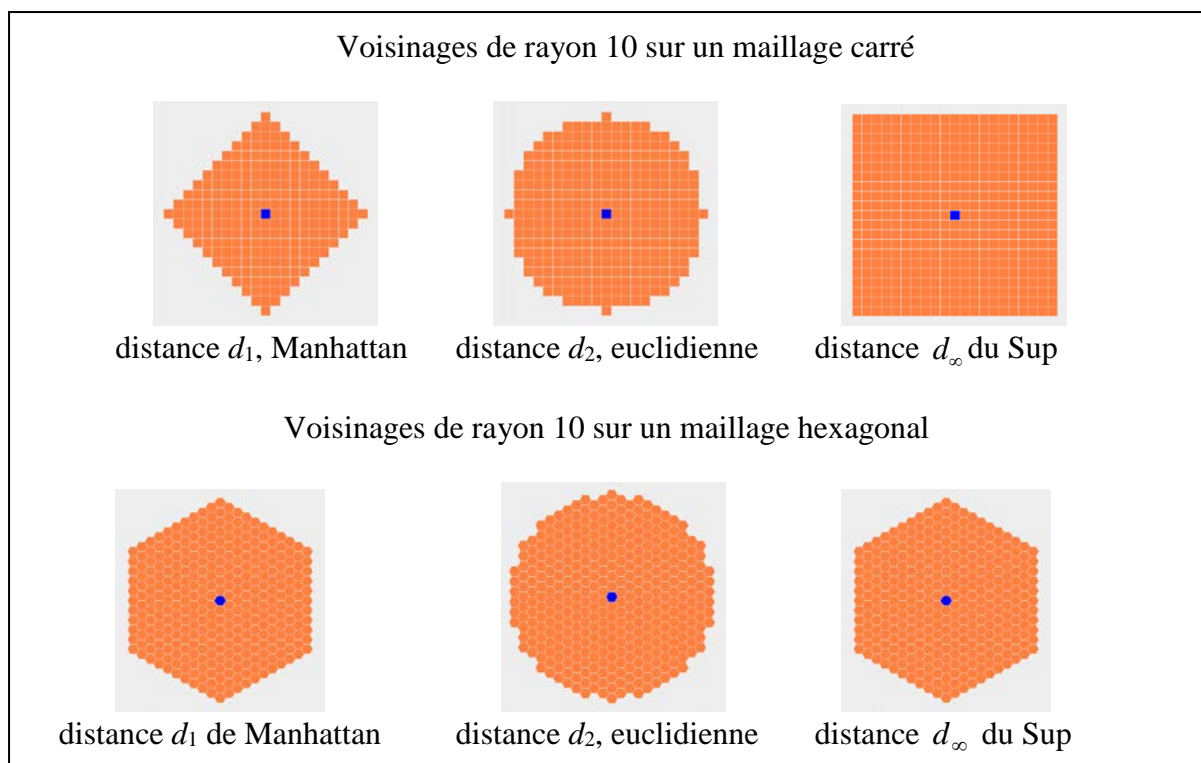 Voisinages de rayon 10 sur un maillage carré
distance d₁, Manhattan distance d₂, euclidienne distance d∞ du Sup
Voisinages de rayon 10 sur un maillage hexagonal
distance d₁ de Manhattan distance d₂, euclidienne distance d∞ du Sup